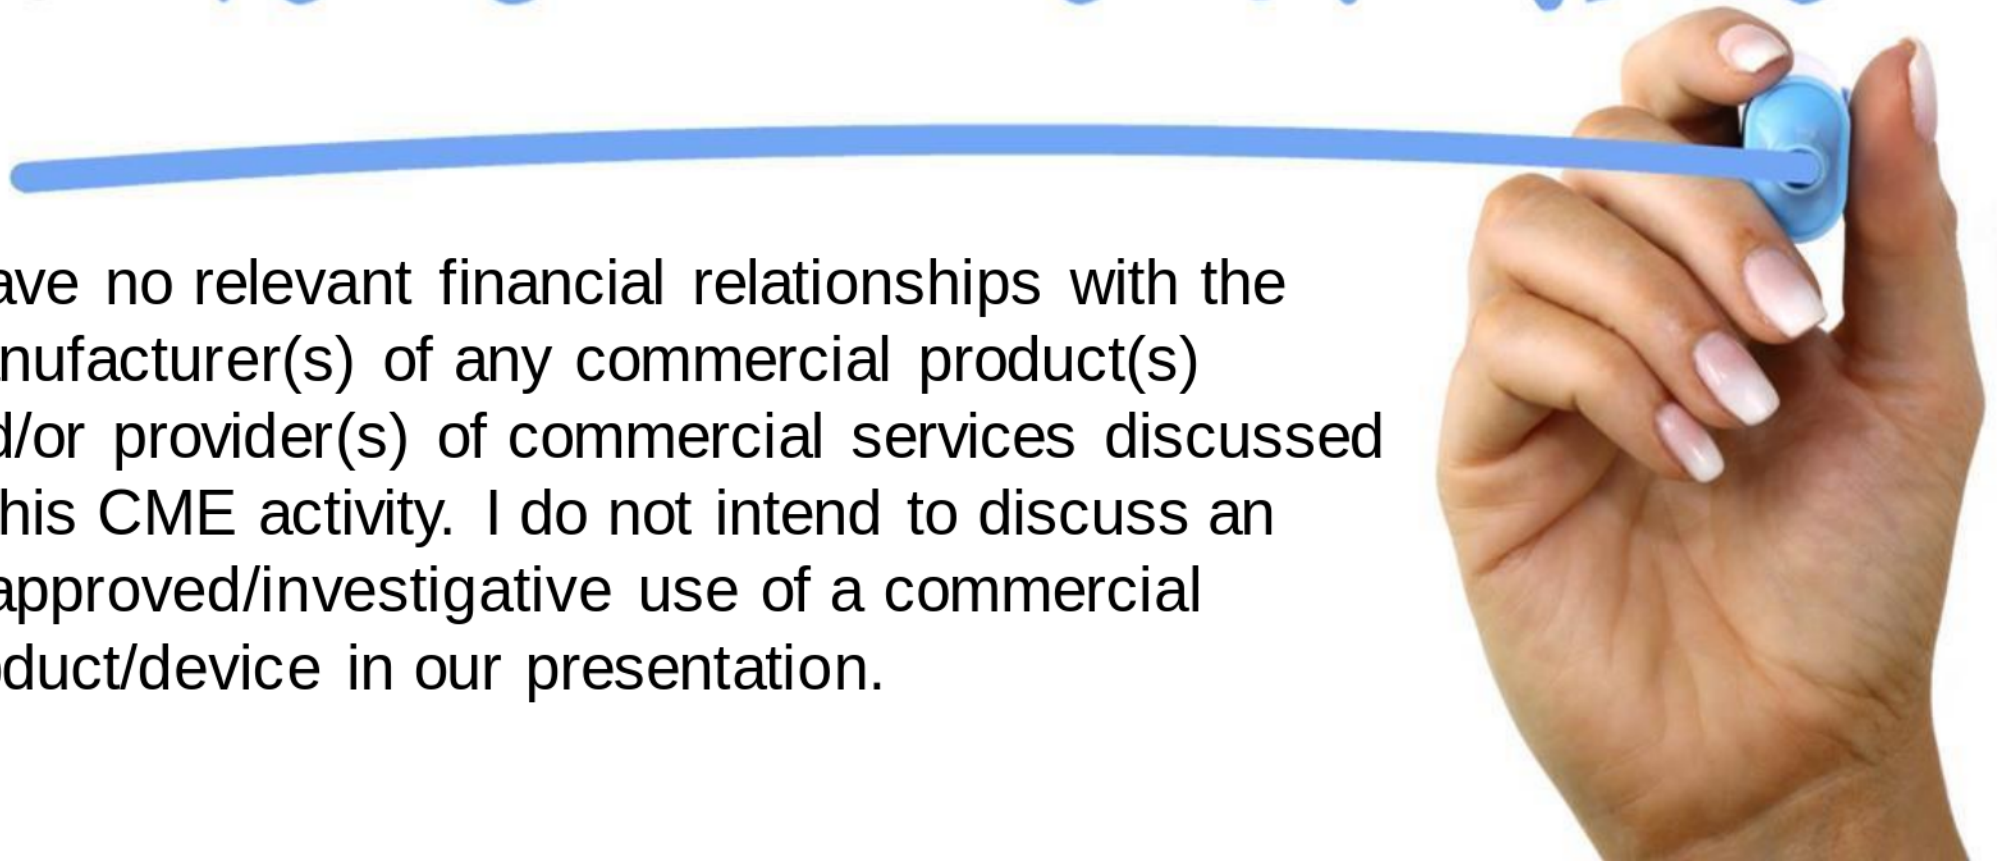 ave no relevant financial relationships with the
nufacturer(s) of any commercial product(s)
d/or provider(s) of commercial services discussed
his CME activity. I do not intend to discuss an
approved/investigative use of a commercial
duct/device in our presentation.